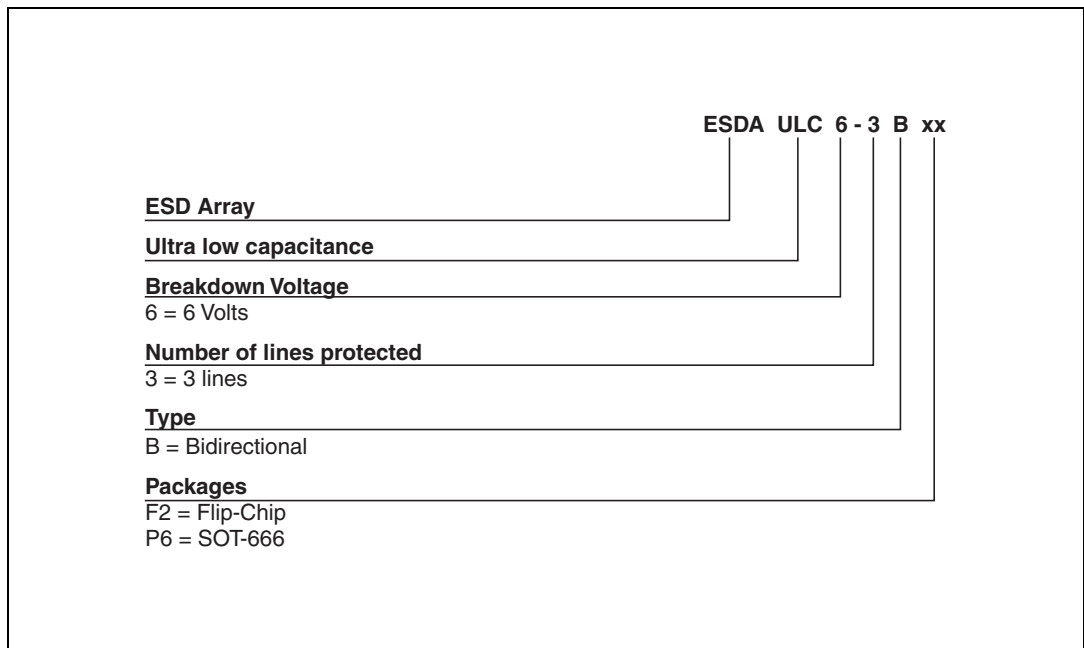 ESDA ULC 6 - 3 B xx
ESD Array
Ultra low capacitance
Breakdown Voltage
6 = 6 Volts
Number of lines protected
3 = 3 lines
Type
B = Bidirectional
Packages
F2 = Flip-Chip
P6 = SOT-666